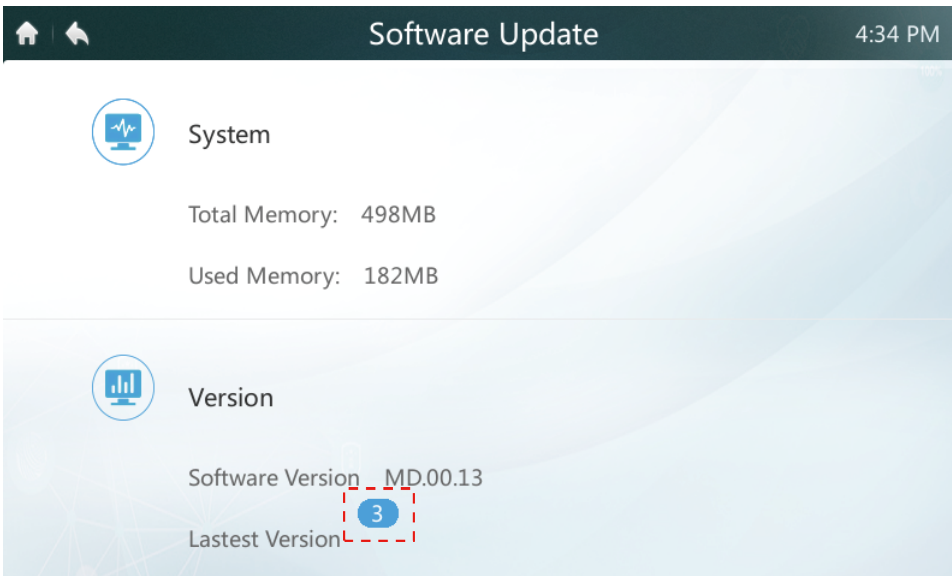 Software Update 4:34 PM
System
Total Memory: 498MB
Used Memory: 182MB
Version
Software Version MD.00.13
3
Lastest Version